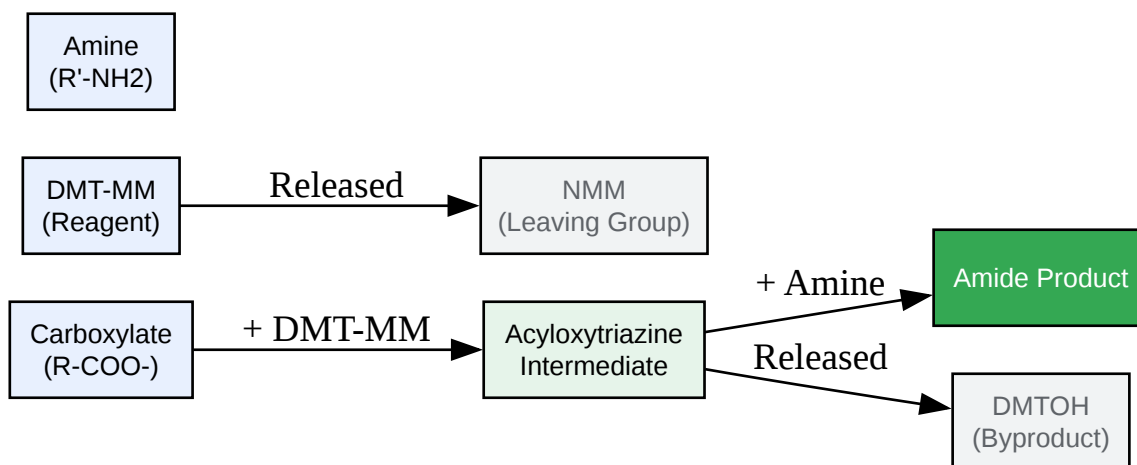 Amine
(R'-NH2)
DMT-MM
(Reagent)
Released
NMM
(Leaving Group)
Carboxylate
(R-COO-)
+ DMT-MM
Acyloxytriazine
Intermediate
+ Amine
Amide Product
Released
DMTOH
(Byproduct)